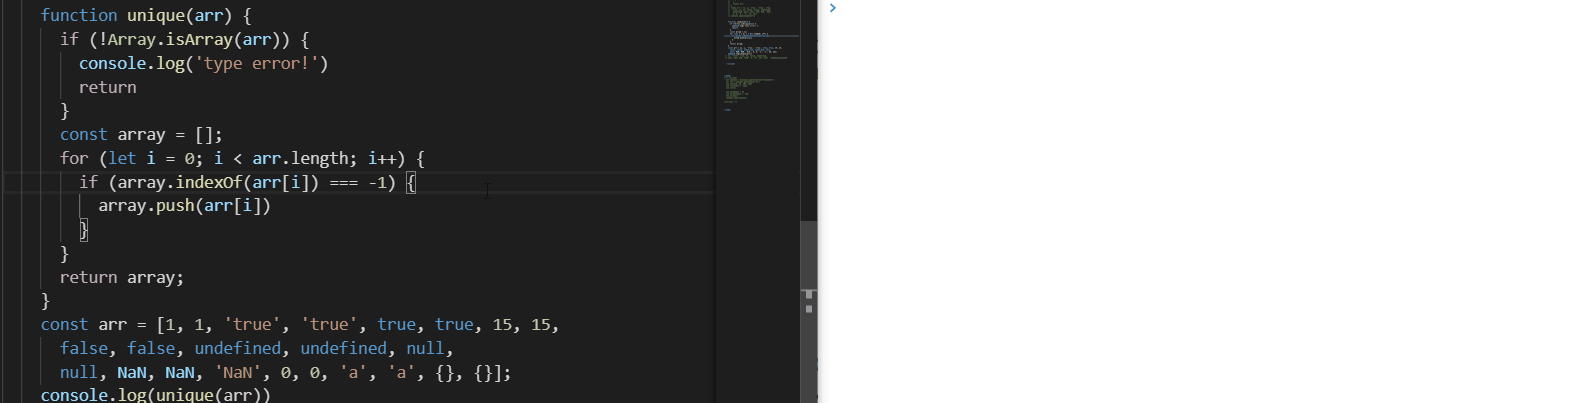 function unique(arr) {
if (!Array.isArray(arr)) {
console.log('type error!')
return
}
const array = [];
for (let i = 0; i < arr.length; i++) {
if (array.indexOf(arr[i]) === -1) {
array.push(arr[i])
}
}
return array;
}
const arr = [1, 1, 'true', 'true', true, true, 15, 15,
false, false, undefined, undefined, null,
null, NaN, NaN, 'NaN', 0, 0, 'a', 'a', {}, {}];
console.log(unique(arr))